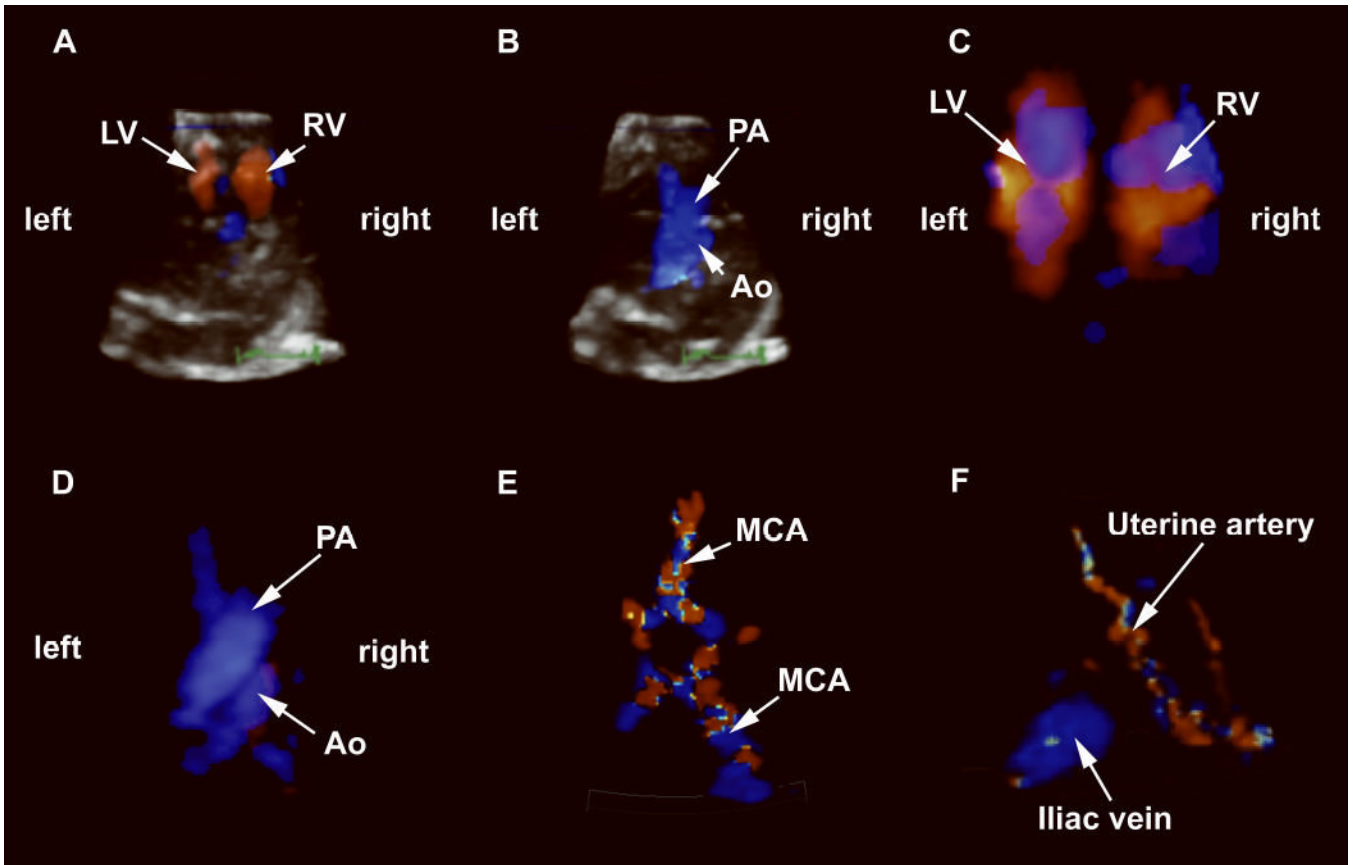 A
B
C
LV
RV
PA
LV
RV
left
right
left
right
left
right
Ao
D
E
F
PA
MCA
Uterine artery
left
right
MCA
Ao
Iliac vein